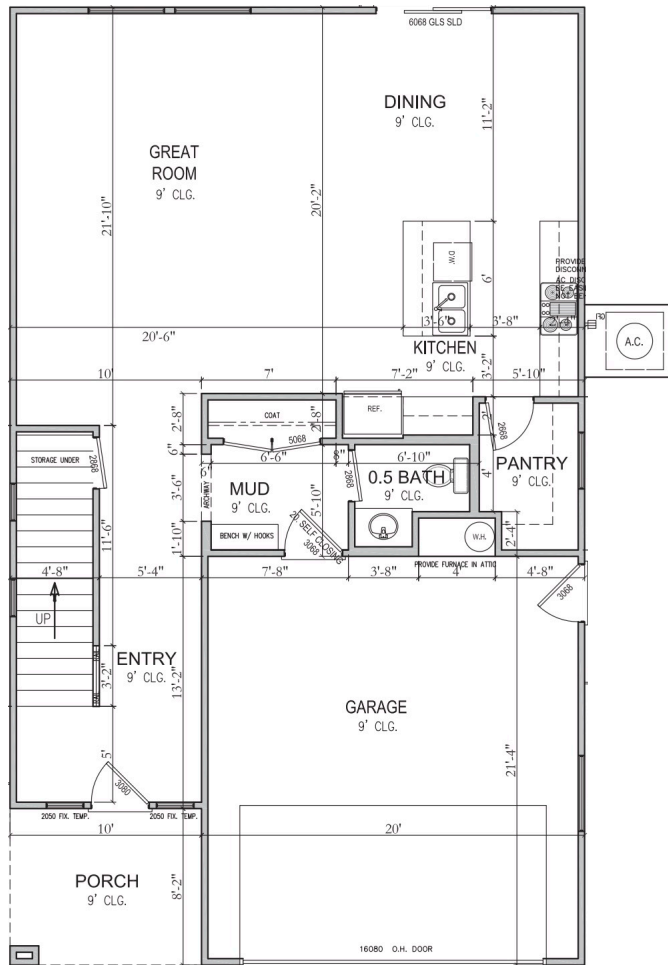 6068 GLS SLD
DINING
9' CLG.
11'-2"
GREAT
ROOM
9' CLG.
20'-2"
21'-10"
D.W.
6'
PROVIDE
DISCONN
20'-6"
3'-6"
3'-8"
A.C.
KITCHEN
9' CLG.
3'-2"
10'
7'
7'-2"
5'-10"
2'-8"
COAT
2'-8"
REF.
2'
2668
5068
STORAGE UNDER
2668
6"
6'-6"
6'-10"
4'
PANTRY
9' CLG.
3'-6"
ARCHWAY
MUD
9' CLG.
5'-10"
2668
0.5 BATH
9' CLG.
11'-6"
1'-10"
BENCH W/ HOOKS
20. SELF CLOSING
3068
W.H.
2'-4"
PROVIDE FURNACE IN ATTIC
4'-8"
5'-4"
7'-8"
3'-8"
4'
4'-8"
3068
UP
ENTRY
9' CLG.
3'-2"
13'-2"
GARAGE
9' CLG.
21'-4"
5'
3080
2050 FIX. TEMP.
2050 FIX. TEMP.
10'
20'
PORCH
9' CLG.
8'-2"
16080 O.H. DOOR